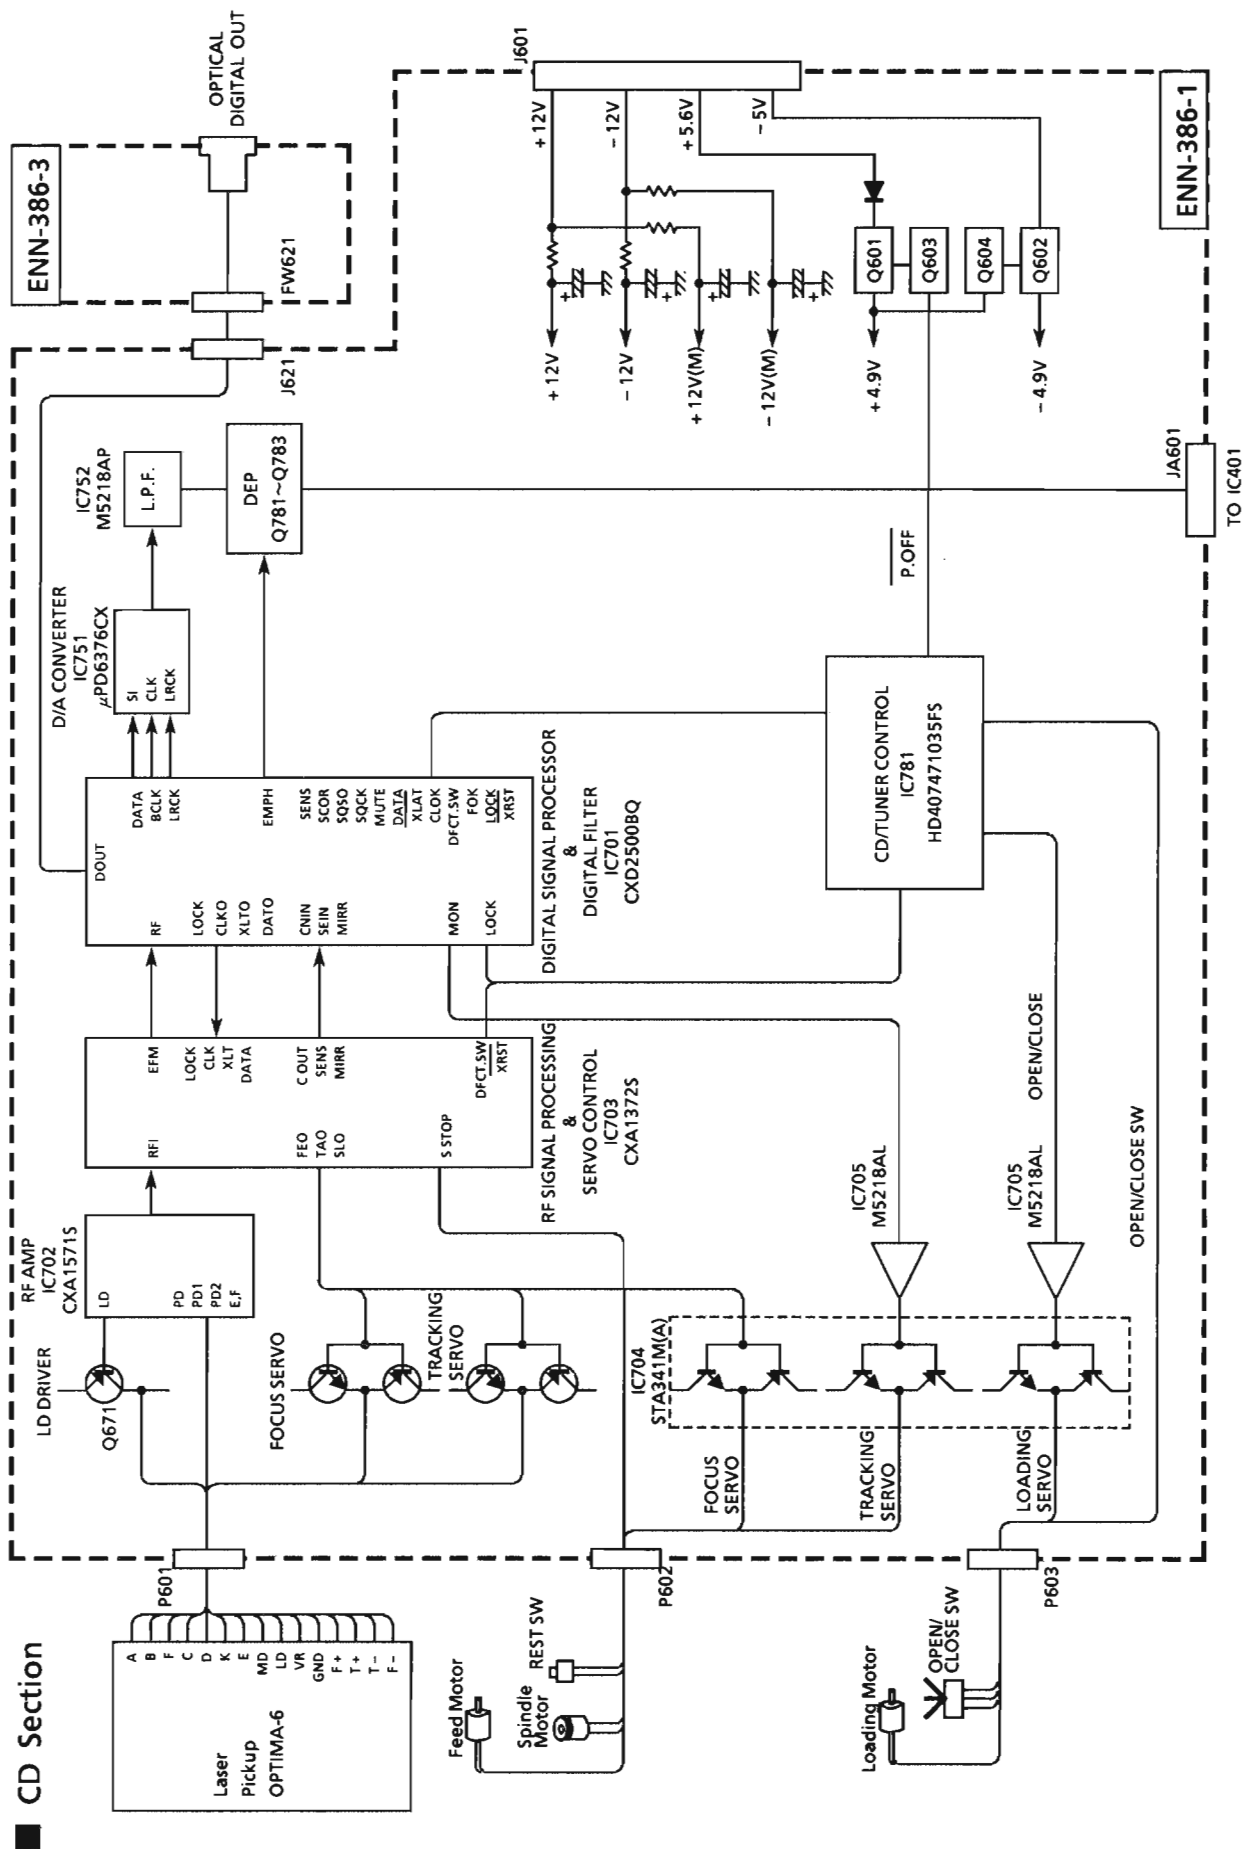 ■ CD Section
Laser
Pickup
OPTIMA-6
A
B
F
C
D
K
E
MD
LD
VR
GND
F+
T+
T−
F−
P601
LD DRIVER
Q671
RF AMP
IC702
CXA1571S
LD
PD
PD1
PD2
E,F
FOCUS SERVO
TRACKING
SERVO
RFI
FEO
TAO
SLO
S STOP
EFM
LOCK
CLK
XLT
DATA
C OUT
SENS
MIRR
DFCT.SW
XRST
RF SIGNAL PROCESSING
&
SERVO CONTROL
IC703
CXA1372S
DOUT
RF
LOCK
CLKO
XLTO
DATO
CNIN
SEIN
MIRR
MON
LOCK
DATA
BCLK
LRCK
EMPH
SENS
SCOR
SQSO
SQCK
MUTE
DATA
XLAT
CLOK
DFCT.SW
FOK
LOCK
XRST
DIGITAL SIGNAL PROCESSOR
&
DIGITAL FILTER
IC701
CXD2500BQ
D/A CONVERTER
IC751
μPD6376CX
SI
CLK
LRCK
IC752
M5218AP
L.P.F.
DEP
Q781~Q783
J621
FW621
ENN-386-3
OPTICAL
DIGITAL OUT
J601
+12V
−12V
+5.6V
−5V
+
+
+
+
+12V
−12V
+12V(M)
−12V(M)
+4.9V
−4.9V
Q601
Q603
Q604
Q602
ENN-386-1
JA601
TO IC401
P.OFF
CD/TUNER CONTROL
IC781
HD407471035FS
OPEN/CLOSE
OPEN/CLOSE SW
IC705
M5218AL
IC705
M5218AL
IC704
STA341M(A)
FOCUS
SERVO
TRACKING
SERVO
LOADING
SERVO
P602
P603
Feed Motor
Spindle
Motor
REST SW
Loading Motor
OPEN/
CLOSE SW